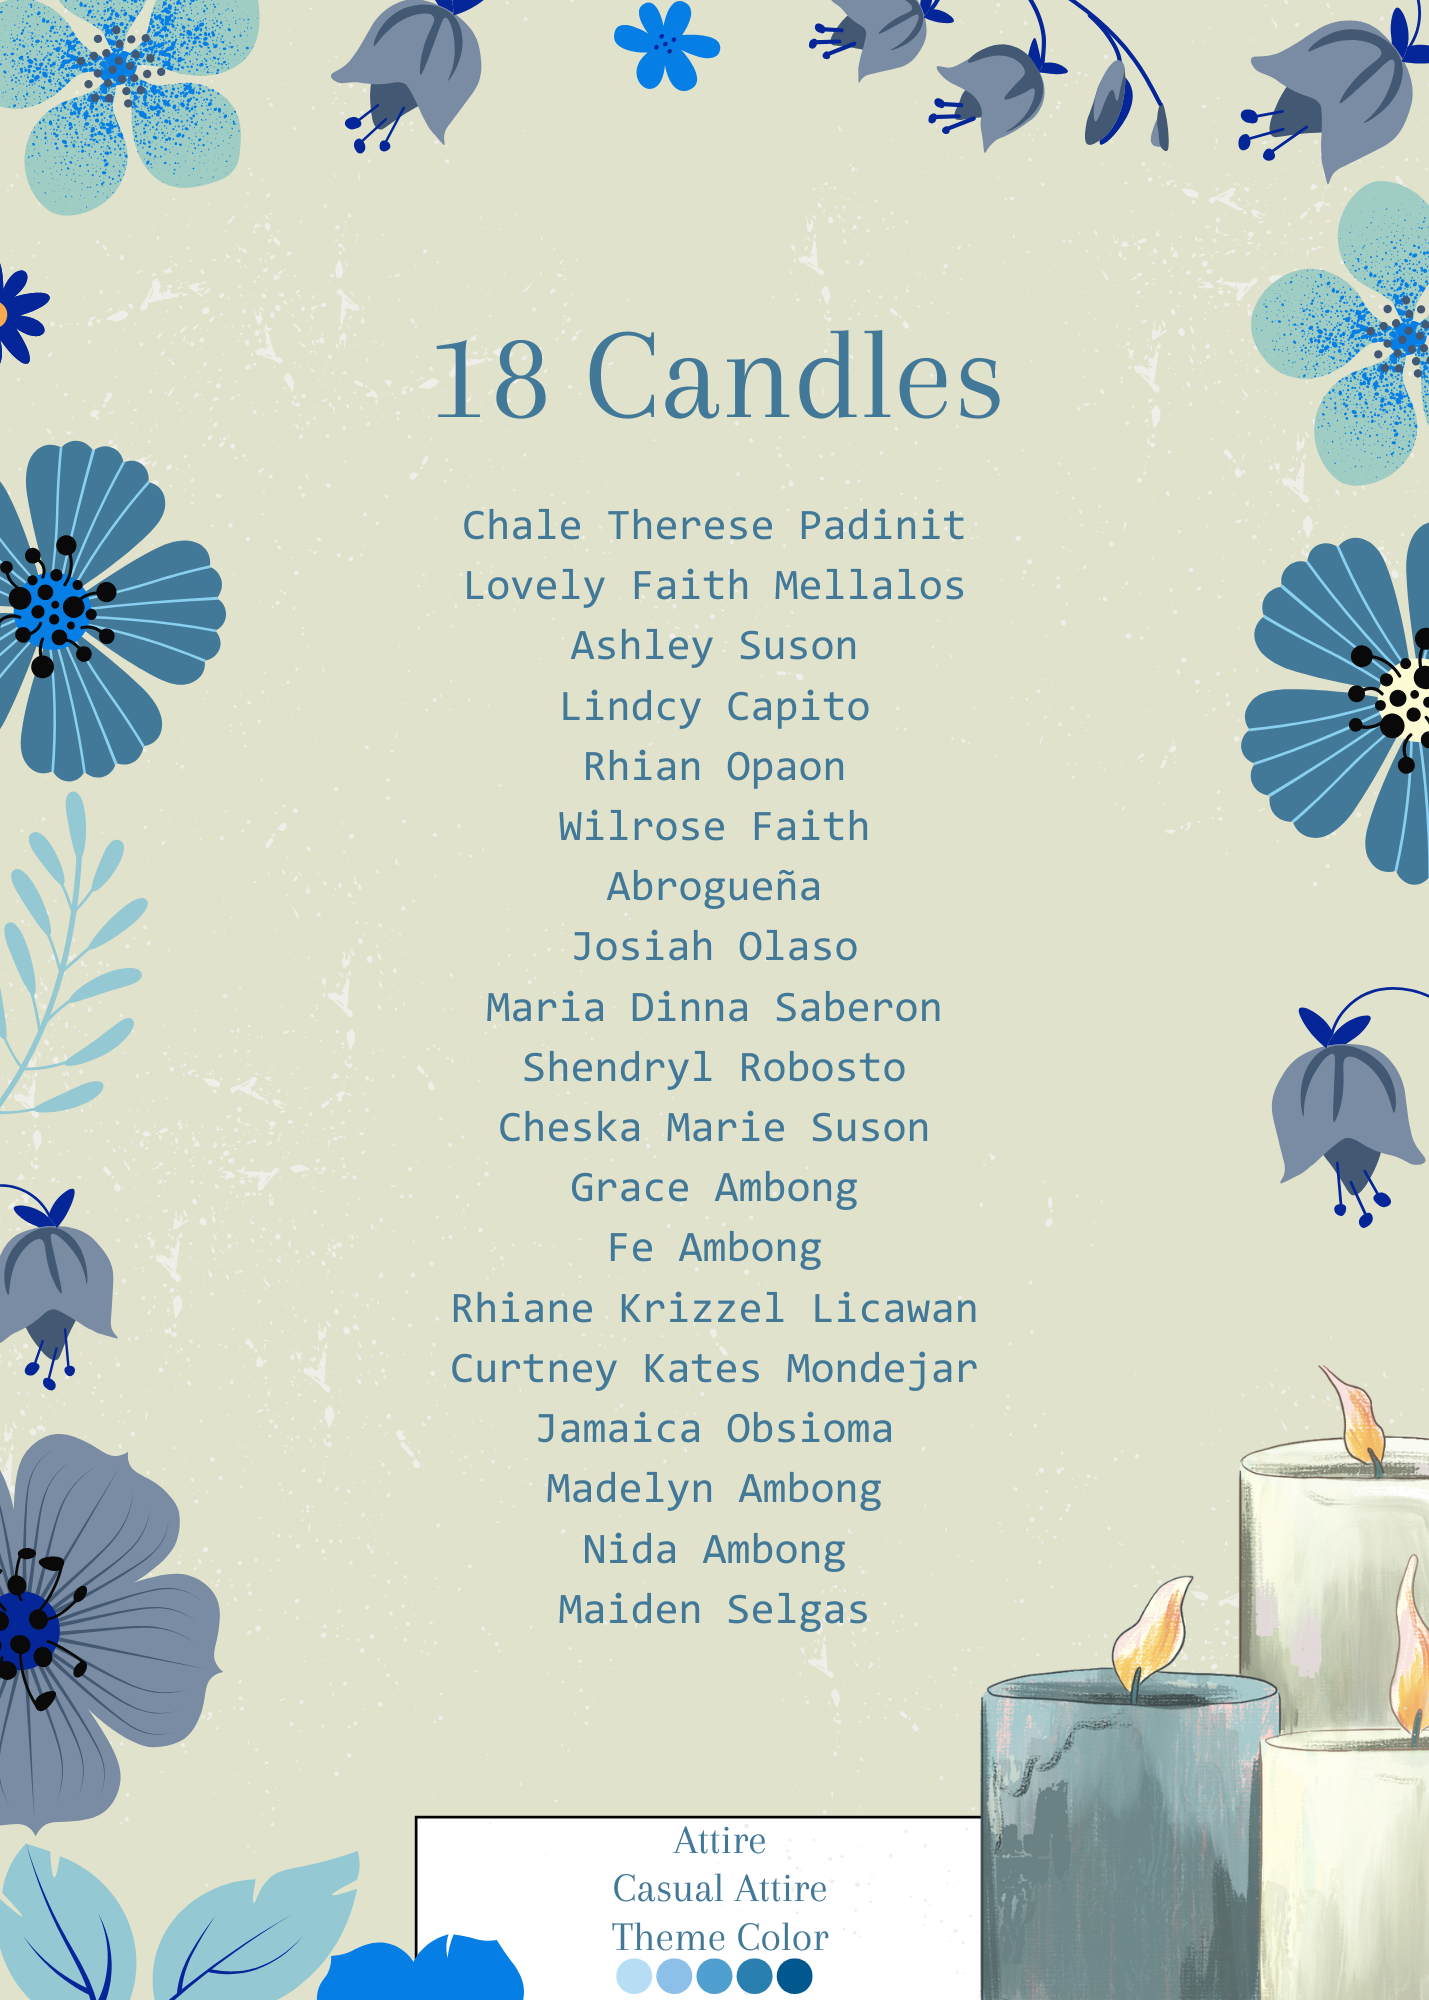 18 Candles
Chale Therese Padinit
Lovely Faith Mellalos
Ashley Suson
Lindcy Capito
Rhian Opaon
Wilrose Faith
Abrogueña
Josiah Olaso
Maria Dinna Saberon
Shendryl Robosto
Cheska Marie Suson
Grace Ambong
Fe Ambong
Rhiane Krizzel Licawan
Curtney Kates Mondejar
Jamaica Obsioma
Madelyn Ambong
Nida Ambong
Maiden Selgas
Attire
Casual Attire
Theme Color